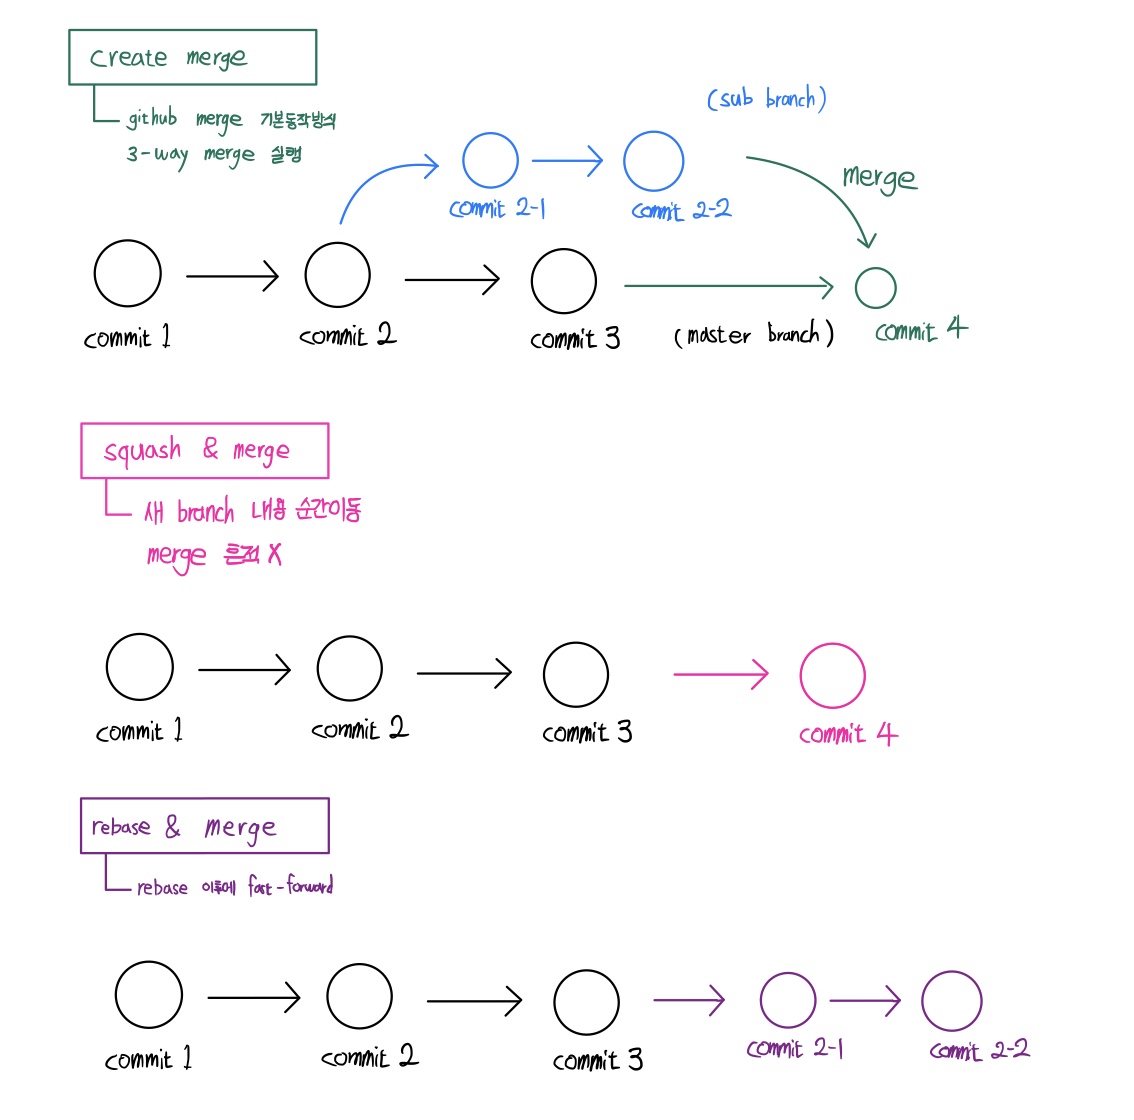 create merge
github merge 기본동작방식
3-way merge 실행
(sub branch)
merge
commit 2-1
commit 2-2
commit 1
commit 2
commit 3
(master branch)
commit 4
squash & merge
새 branch 내용 순간이동
merge 흔적 X
commit 1
commit 2
commit 3
commit 4
rebase & merge
rebase 이후에 fast-forward
commit 1
commit 2
commit 3
commit 2-1
commit 2-2